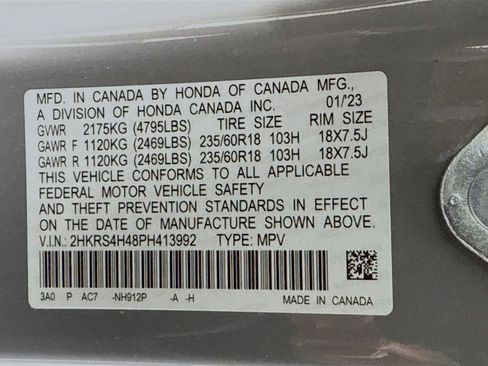 MFD. IN CANADA BY HONDA OF CANADA MFG.,
A DIVISION OF HONDA CANADA INC. 01/'23
GVWR 2175KG (4795LBS) TIRE SIZE RIM SIZE
GAWR F 1120KG (2469LBS) 235/60R18 103H 18X7.5J
GAWR R 1120KG (2469LBS) 235/60R18 103H 18X7.5J
THIS VEHICLE CONFORMS TO ALL APPLICABLE
FEDERAL MOTOR VEHICLE SAFETY
AND THEFT PREVENTION STANDARDS IN EFFECT
ON THE DATE OF MANUFACTURE SHOWN ABOVE.
V.I.N.: 2HKRS4H48PH413992 TYPE: MPV
3A0 P AC7 -NH912P -A -H MADE IN CANADA